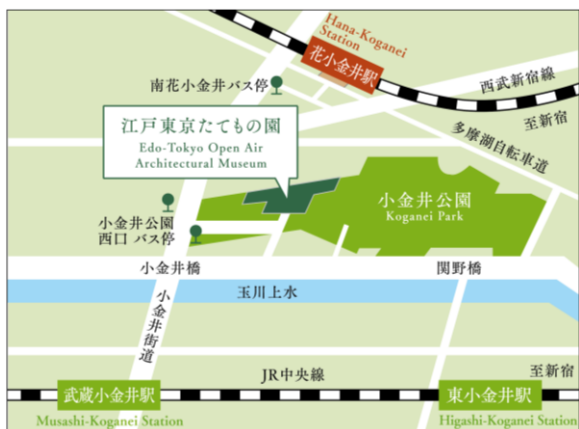 Hana-Koganei
Station
花小金井駅
南花小金井バス停
西武新宿線
至新宿
江戸東京たてもの園
Edo-Tokyo Open Air
Architectural Museum
多摩湖自転車道
小金井公園
Koganei Park
小金井公園
西口 バス停
小金井橋
関野橋
玉川上水
小金井街道
JR中央線
至新宿
武蔵小金井駅
Musashi-Koganei Station
東小金井駅
Higashi-Koganei Station